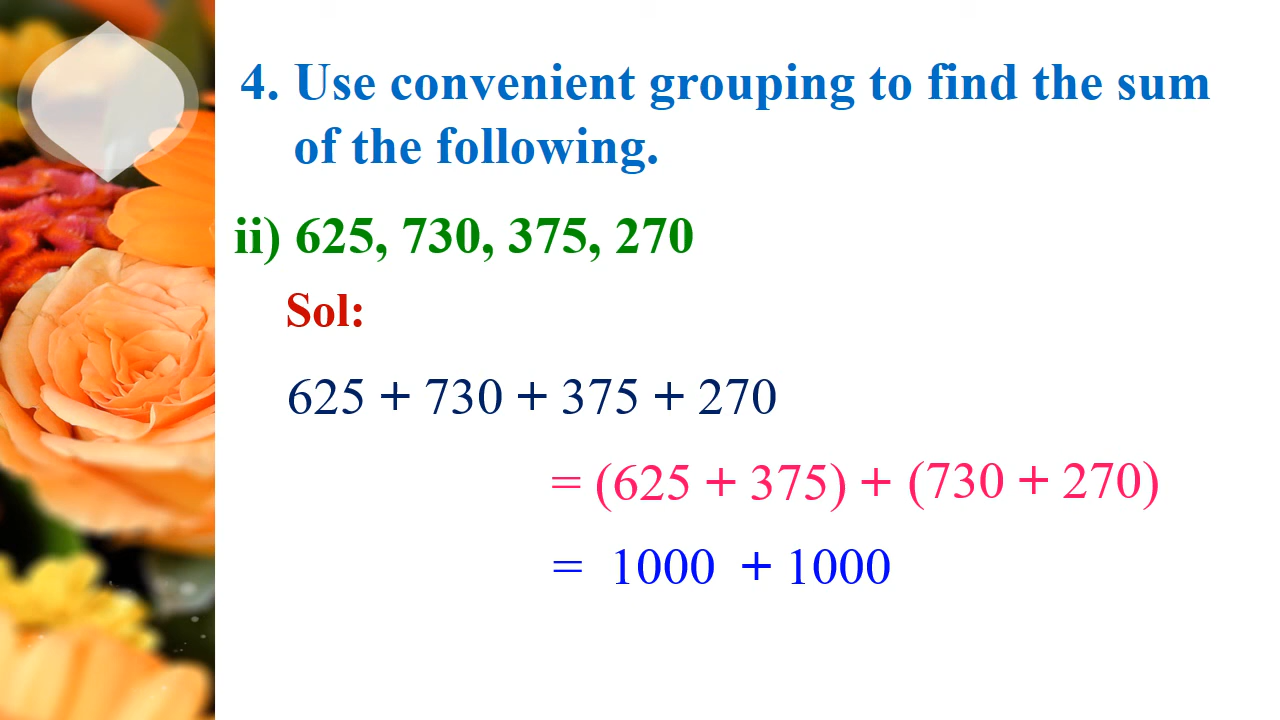 4. Use convenient grouping to find the sum
of the following.
ii) 625, 730, 375, 270
Sol:
625 + 730 + 375 + 270
= (625 + 375) + (730 + 270)
= 1000 + 1000